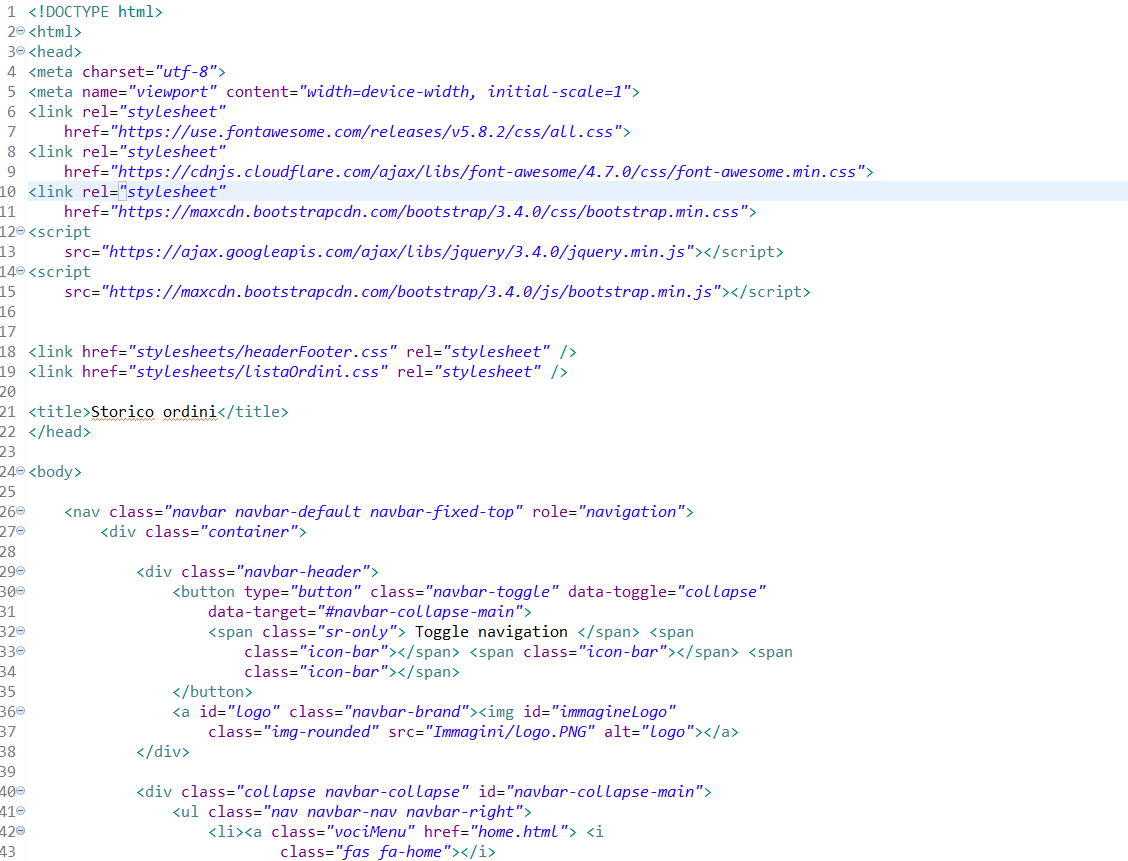 1 <!DOCTYPE html>
2 <html>
3 <head>
4 <meta charset="utf-8">
5 <meta name="viewport" content="width=device-width, initial-scale=1">
6 <link rel="stylesheet"
7     href="https://use.fontawesome.com/releases/v5.8.2/css/all.css">
8 <link rel="stylesheet"
9     href="https://cdnjs.cloudflare.com/ajax/libs/font-awesome/4.7.0/css/font-awesome.min.css">
10 <link rel="stylesheet"
11     href="https://maxcdn.bootstrapcdn.com/bootstrap/3.4.0/css/bootstrap.min.css">
12 <script
13     src="https://ajax.googleapis.com/ajax/libs/jquery/3.4.0/jquery.min.js"></script>
14 <script
15     src="https://maxcdn.bootstrapcdn.com/bootstrap/3.4.0/js/bootstrap.min.js"></script>
16
17
18 <link href="stylesheets/headerFooter.css" rel="stylesheet" />
19 <link href="stylesheets/listaOrdini.css" rel="stylesheet" />
20
21 <title>Storico ordini</title>
22 </head>
23
24 <body>
25
26     <nav class="navbar navbar-default navbar-fixed-top" role="navigation">
27         <div class="container">
28
29             <div class="navbar-header">
30                 <button type="button" class="navbar-toggle" data-toggle="collapse"
31                     data-target="#navbar-collapse-main">
32                     <span class="sr-only"> Toggle navigation </span> <span
33                         class="icon-bar"></span> <span class="icon-bar"></span> <span
34                         class="icon-bar"></span>
35                 </button>
36                 <a id="logo" class="navbar-brand"><img id="immagineLogo"
37                     class="img-rounded" src="Immagini/logo.PNG" alt="logo"></a>
38             </div>
39
40             <div class="collapse navbar-collapse" id="navbar-collapse-main">
41                 <ul class="nav navbar-nav navbar-right">
42                     <li><a class="vociMenu" href="home.html"> <i
43                             class="fas fa-home"></i>